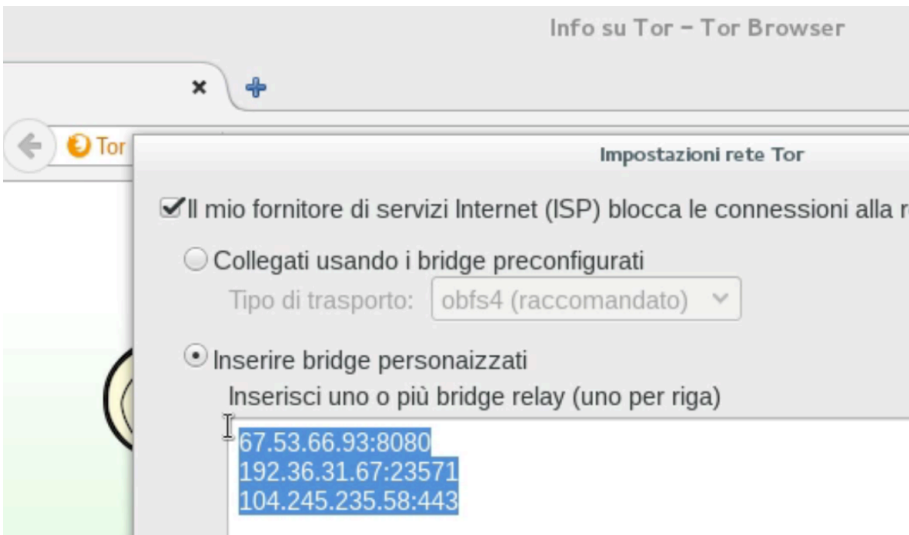 Info su Tor – Tor Browser
Tor
Impostazioni rete Tor
Il mio fornitore di servizi Internet (ISP) blocca le connessioni alla r
Collegati usando i bridge preconfigurati
Tipo di trasporto: obfs4 (raccomandato)
Inserire bridge personaizzati
Inserisci uno o più bridge relay (uno per riga)
67.53.66.93:8080
192.36.31.67:23571
104.245.235.58:443